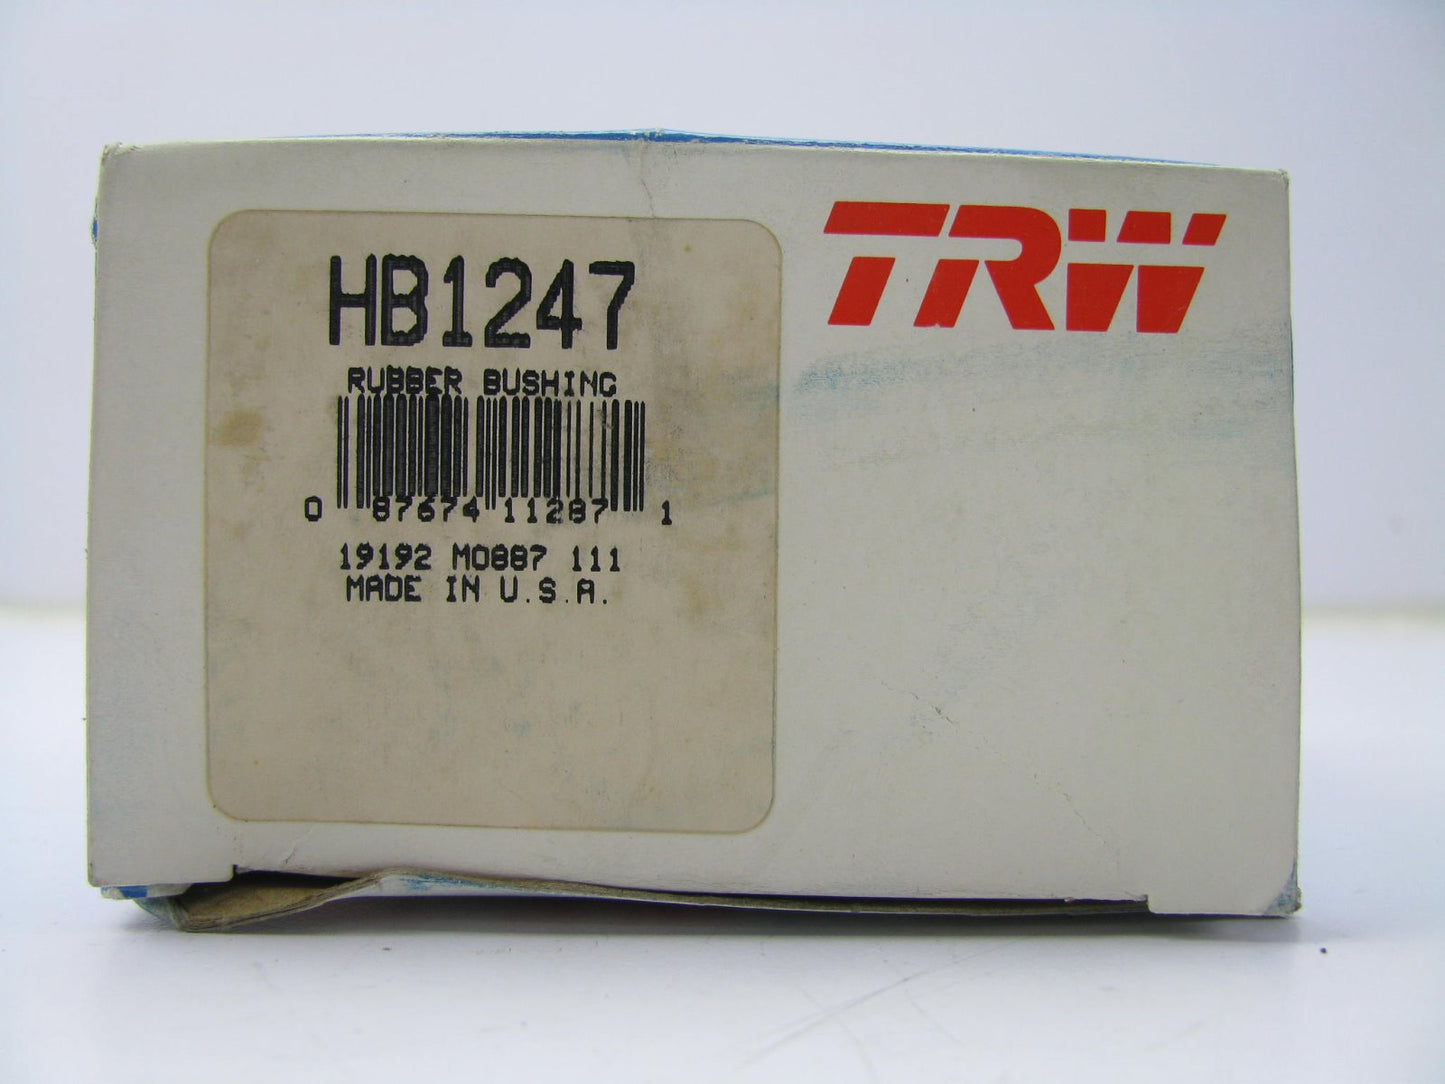 TRW
HB1247
RUBBER BUSHING
0 87674 11287 1
19192 M0887 111
MADE IN U.S.A.